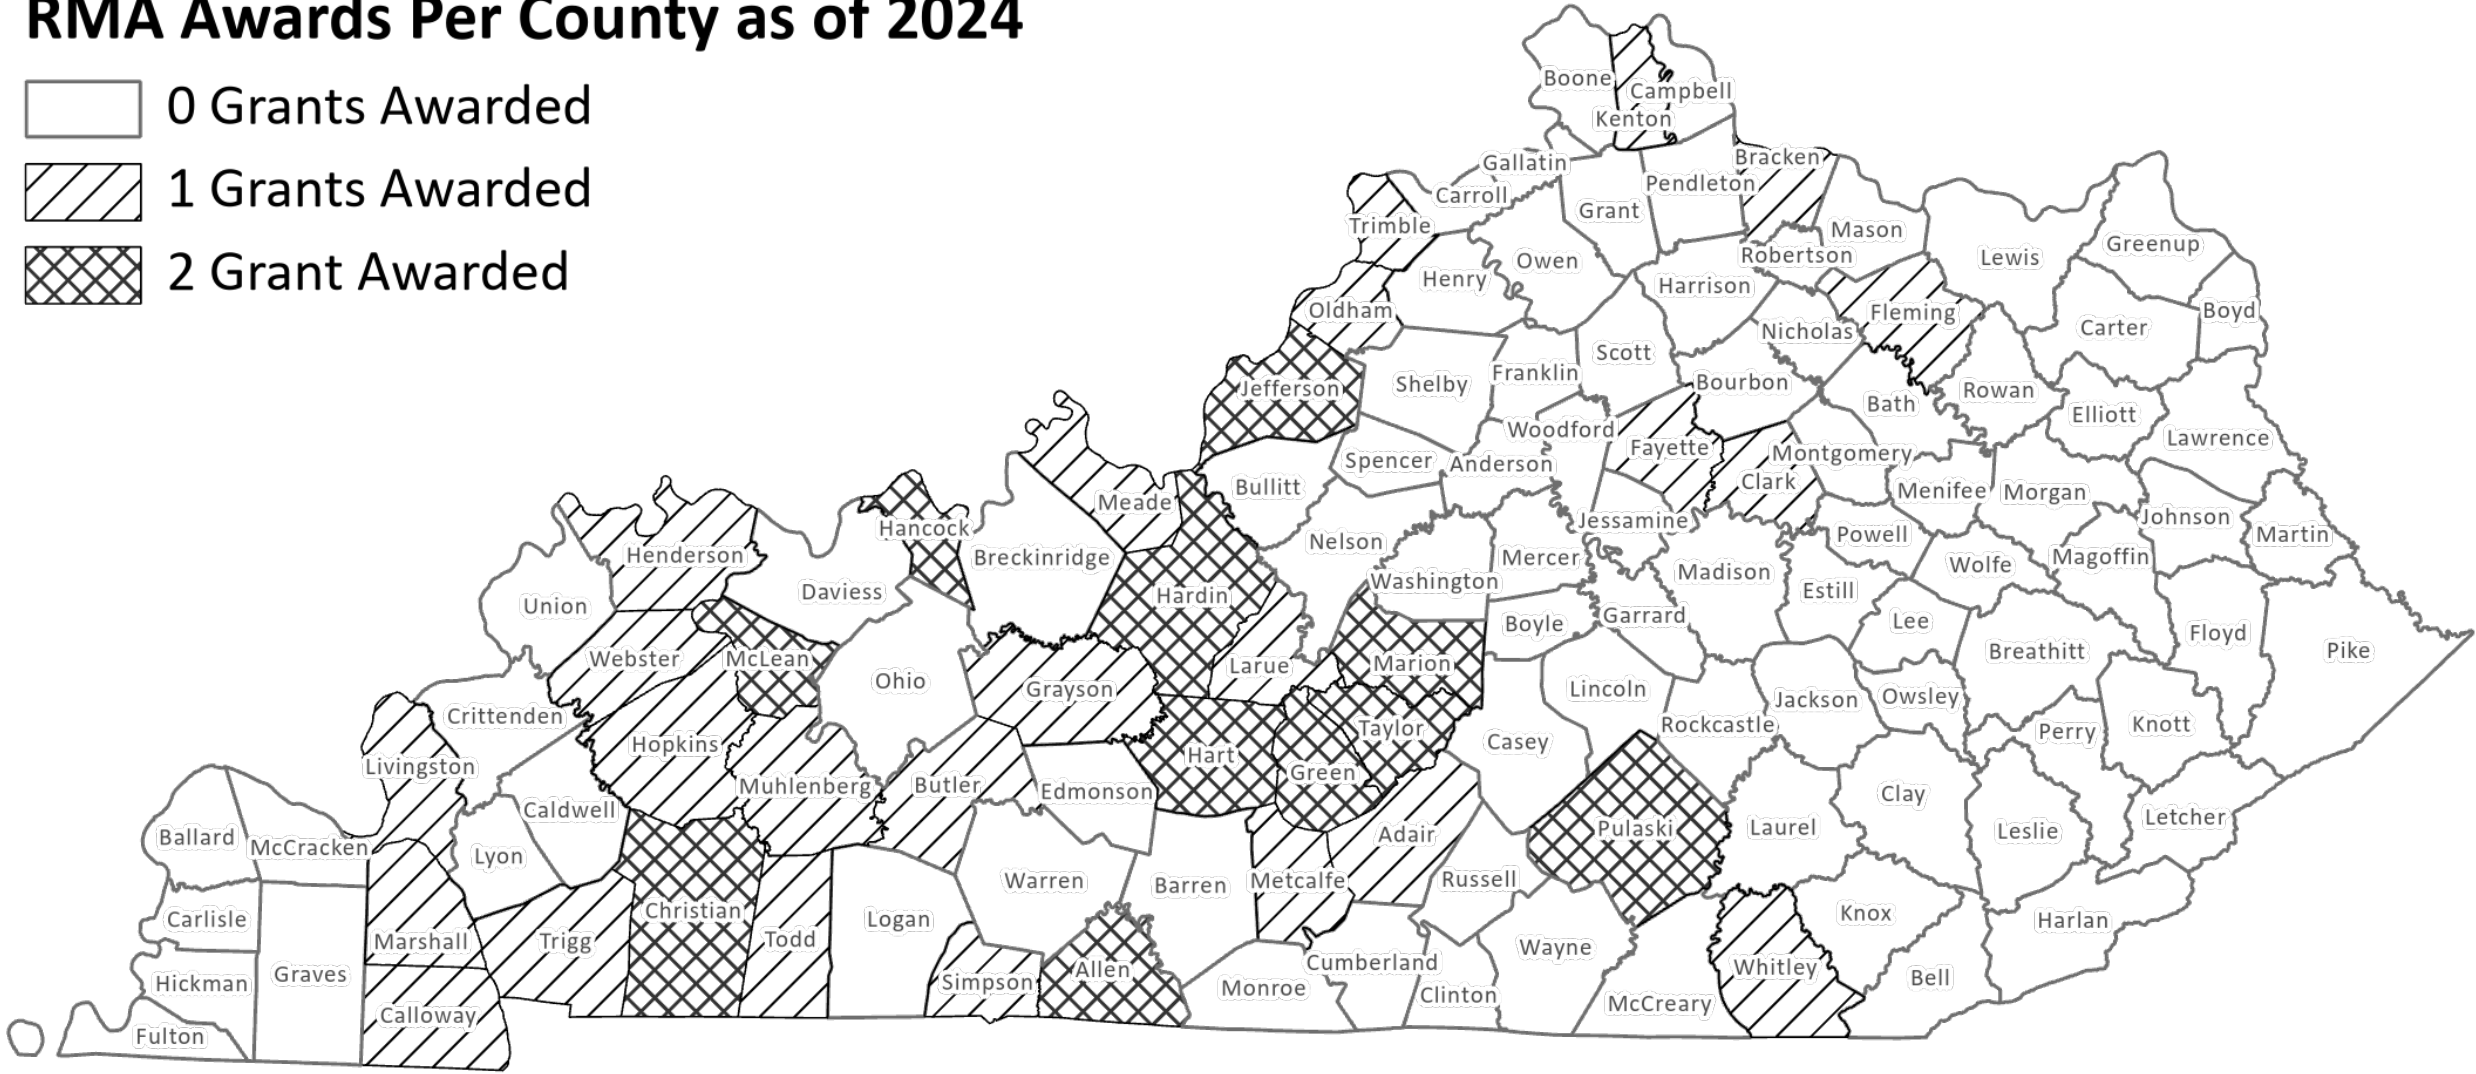 RMA Awards Per County as of 2024
0 Grants Awarded
1 Grants Awarded
2 Grant Awarded
Boone
Campbell
Kenton
Gallatin
Carroll
Grant
Pendleton
Bracken
Trimble
Henry
Owen
Harrison
Robertson
Mason
Lewis
Greenup
Oldham
Jefferson
Shelby
Franklin
Scott
Nicholas
Fleming
Carter
Boyd
Bourbon
Bath
Rowan
Elliott
Lawrence
Woodford
Fayette
Clark
Montgomery
Menifee
Morgan
Johnson
Martin
Spencer
Anderson
Bullitt
Meade
Hancock
Breckinridge
Henderson
Union
Daviess
Nelson
Washington
Mercer
Jessamine
Madison
Powell
Estill
Wolfe
Magoffin
Hardin
Boyle
Garrard
Lee
Breathitt
Floyd
Pike
Webster
McLean
Ohio
Grayson
Larue
Marion
Lincoln
Rockcastle
Jackson
Owsley
Perry
Knott
Crittenden
Hopkins
Livingston
Muhlenberg
Butler
Edmonson
Hart
Green
Taylor
Casey
Pulaski
Laurel
Clay
Leslie
Letcher
Ballard
McCracken
Caldwell
Lyon
Adair
Warren
Barren
Metcalfe
Russell
Carlisle
Christian
Logan
Knox
Harlan
Marshall
Trigg
Todd
Simpson
Allen
Monroe
Cumberland
Clinton
Wayne
McCreary
Whitley
Bell
Hickman
Graves
Calloway
Fulton